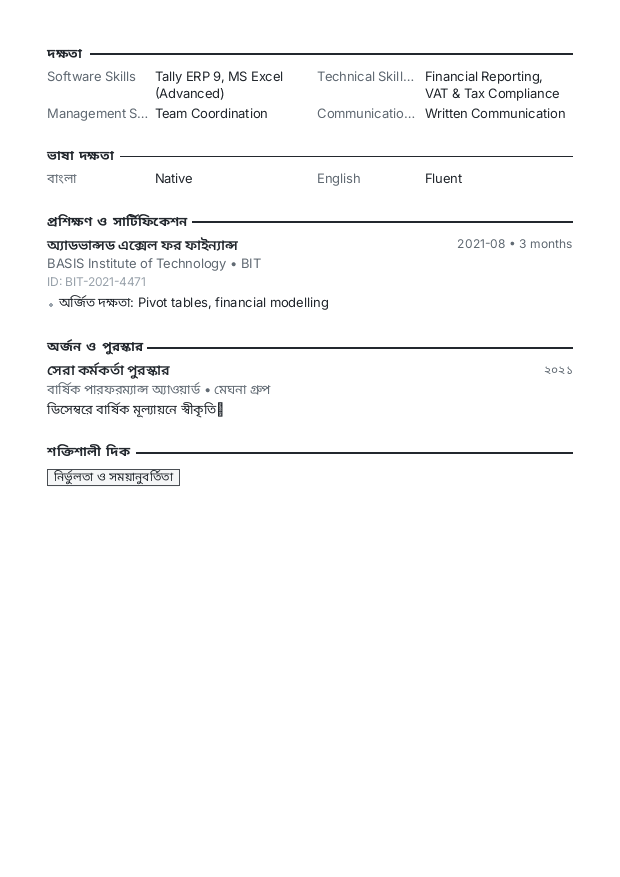 দক্ষতা
Software Skills Tally ERP 9, MS Excel (Advanced) Technical Skill... Financial Reporting, VAT & Tax Compliance
Management S... Team Coordination Communicatio... Written Communication
ভাষা দক্ষতা
বাংলা Native English Fluent
প্রশিক্ষণ ও সার্টিফিকেশন
অ্যাডভান্সড এক্সেল ফর ফাইন্যান্স 2021-08 • 3 months
BASIS Institute of Technology • BIT
ID: BIT-2021-4471
অর্জিত দক্ষতা: Pivot tables, financial modelling
অর্জন ও পুরস্কার
সেরা কর্মকর্তা পুরস্কার ২০২১
বার্ষিক পারফরম্যান্স অ্যাওয়ার্ড • মেঘনা গ্রুপ
ডিসেম্বরে বার্ষিক মূল্যায়নে স্বীকৃতি
শক্তিশালী দিক
নির্ভুলতা ও সময়ানুবর্তিতা